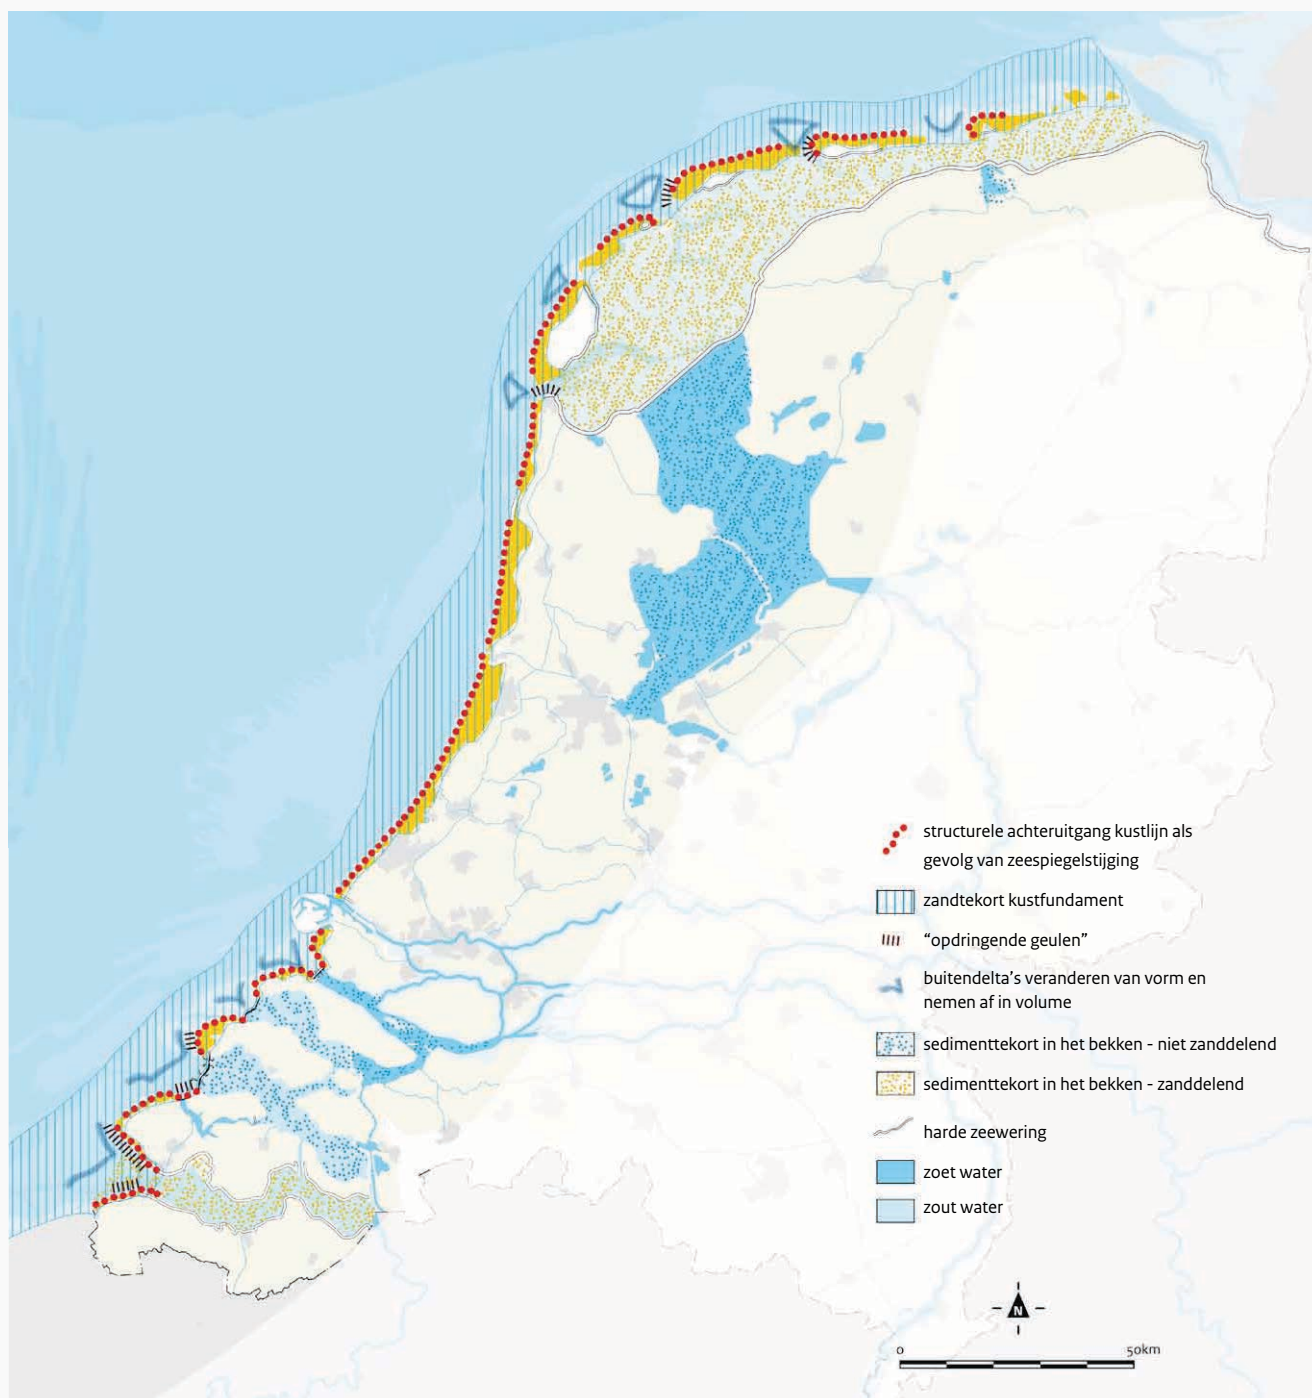 structurele achteruitgang kustlijn als
gevolg van zeespiegelstijging
zandtekort kustfundament
“opdringende geulen”
buitendelta's veranderen van vorm en
nemen af in volume
sedimenttekort in het bekken - niet zanddelend
sedimenttekort in het bekken - zanddelend
harde zeewering
zoet water
zout water
N
0 50km